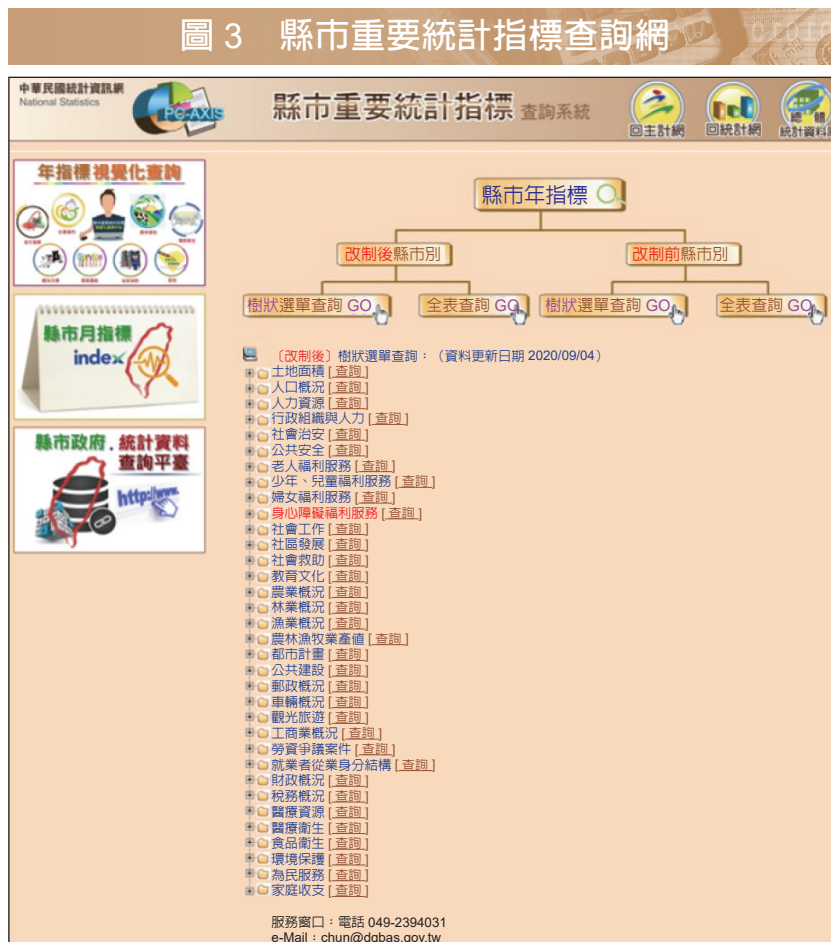 圖 3 縣市重要統計指標查詢網
中華民國統計資訊網
National Statistics
PC-AXIS
縣市重要統計指標 查詢系統
回主計網
回統計網
總體
統計資料
年指標視覺化查詢
縣市月指標
index
縣市政府.統計資料
查詢平臺
http://www.
縣市年指標
改制後縣市別
改制前縣市別
樹狀選單查詢 GO
全表查詢 GO
樹狀選單查詢 GO
全表查詢 GO
〔改制後〕樹狀選單查詢：（資料更新日期 2020/09/04）
土地面積 [ 查詢 ]
人口概況 [ 查詢 ]
人力資源 [ 查詢 ]
行政組織與人力 [ 查詢 ]
社會治安 [ 查詢 ]
公共安全 [ 查詢 ]
老人福利服務 [ 查詢 ]
少年、兒童福利服務 [ 查詢 ]
婦女福利服務 [ 查詢 ]
身心障礙福利服務 [ 查詢 ]
社會工作 [ 查詢 ]
社區發展 [ 查詢 ]
社會救助 [ 查詢 ]
教育文化 [ 查詢 ]
農業概況 [ 查詢 ]
林業概況 [ 查詢 ]
漁業概況 [ 查詢 ]
農林漁牧業產值 [ 查詢 ]
都市計畫 [ 查詢 ]
公共建設 [ 查詢 ]
郵政概況 [ 查詢 ]
車輛概況 [ 查詢 ]
觀光旅遊 [ 查詢 ]
工商業概況 [ 查詢 ]
勞資爭議案件 [ 查詢 ]
就業者從業身分結構 [ 查詢 ]
財政概況 [ 查詢 ]
稅務概況 [ 查詢 ]
醫療資源 [ 查詢 ]
醫療衛生 [ 查詢 ]
食品衛生 [ 查詢 ]
環境保護 [ 查詢 ]
為民服務 [ 查詢 ]
家庭收支 [ 查詢 ]
服務窗口：電話 049-2394031
e-Mail：chun@dgbas.gov.tw